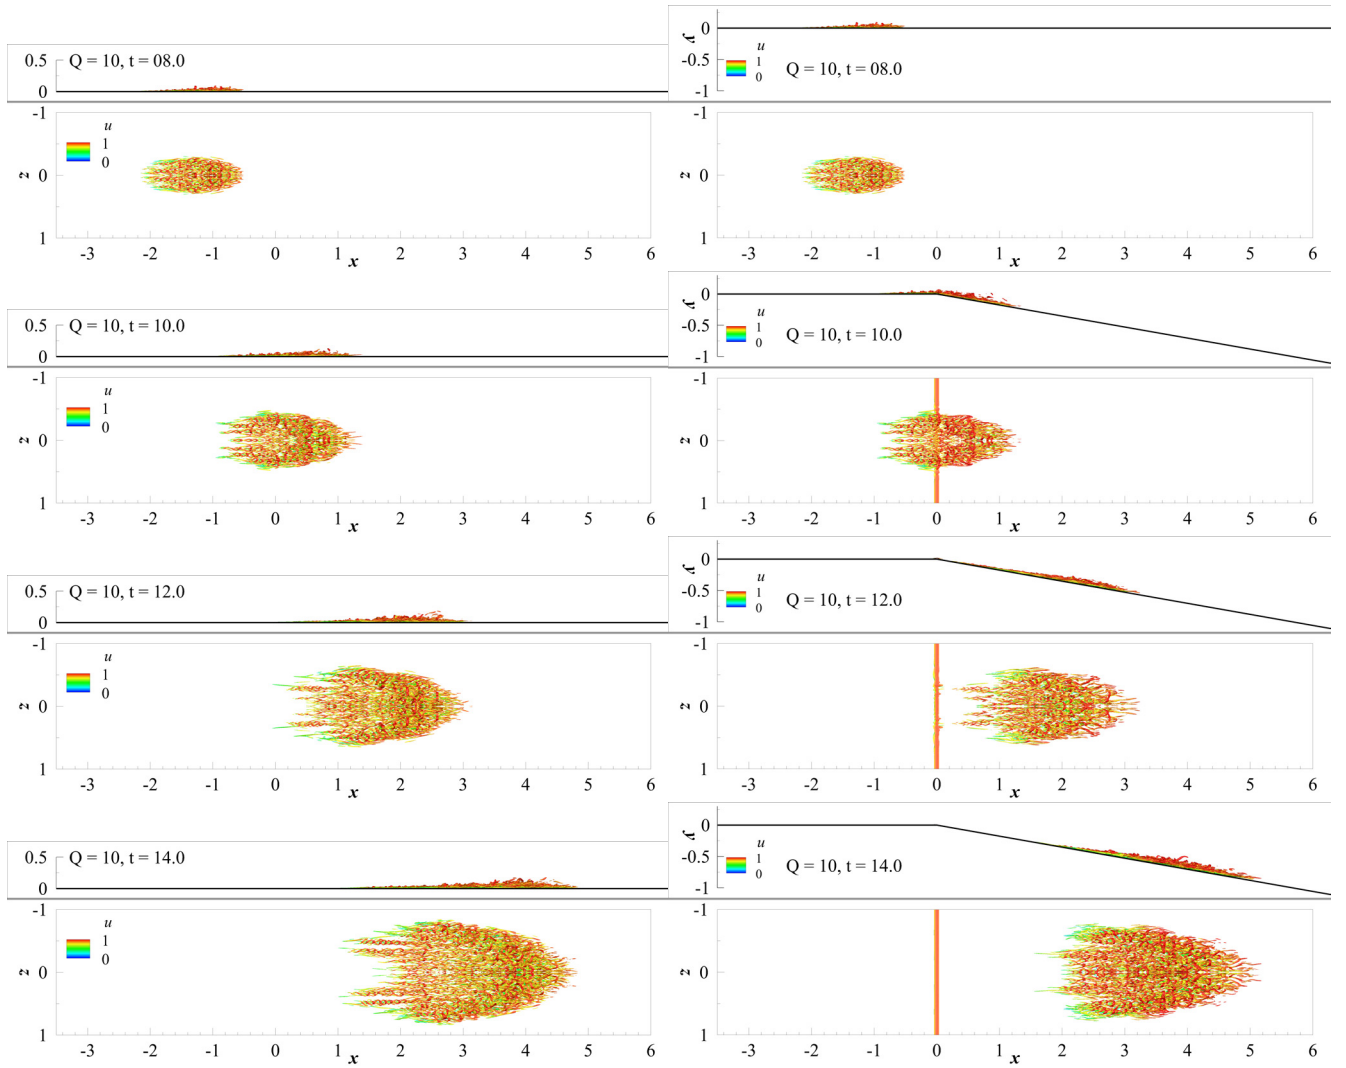 0.5
0
Q = 10, t = 08.0
-1
z 0
1
u
1
0
-3 -2 -1 0 1 2 3 4 5 6
x
y 0
-0.5
-1
u
1
0
Q = 10, t = 08.0
-1
z 0
1
-3 -2 -1 0 1 2 3 4 5 6
x
0.5
0
Q = 10, t = 10.0
-1
z 0
1
u
1
0
-3 -2 -1 0 1 2 3 4 5 6
x
y 0
-0.5
-1
u
1
0
Q = 10, t = 10.0
-1
z 0
1
-3 -2 -1 0 1 2 3 4 5 6
x
0.5
0
Q = 10, t = 12.0
-1
z 0
1
u
1
0
-3 -2 -1 0 1 2 3 4 5 6
x
y 0
-0.5
-1
u
1
0
Q = 10, t = 12.0
-1
z 0
1
-3 -2 -1 0 1 2 3 4 5 6
x
0.5
0
Q = 10, t = 14.0
-1
z 0
1
u
1
0
-3 -2 -1 0 1 2 3 4 5 6
x
y 0
-0.5
-1
u
1
0
Q = 10, t = 14.0
-1
z 0
1
-3 -2 -1 0 1 2 3 4 5 6
x